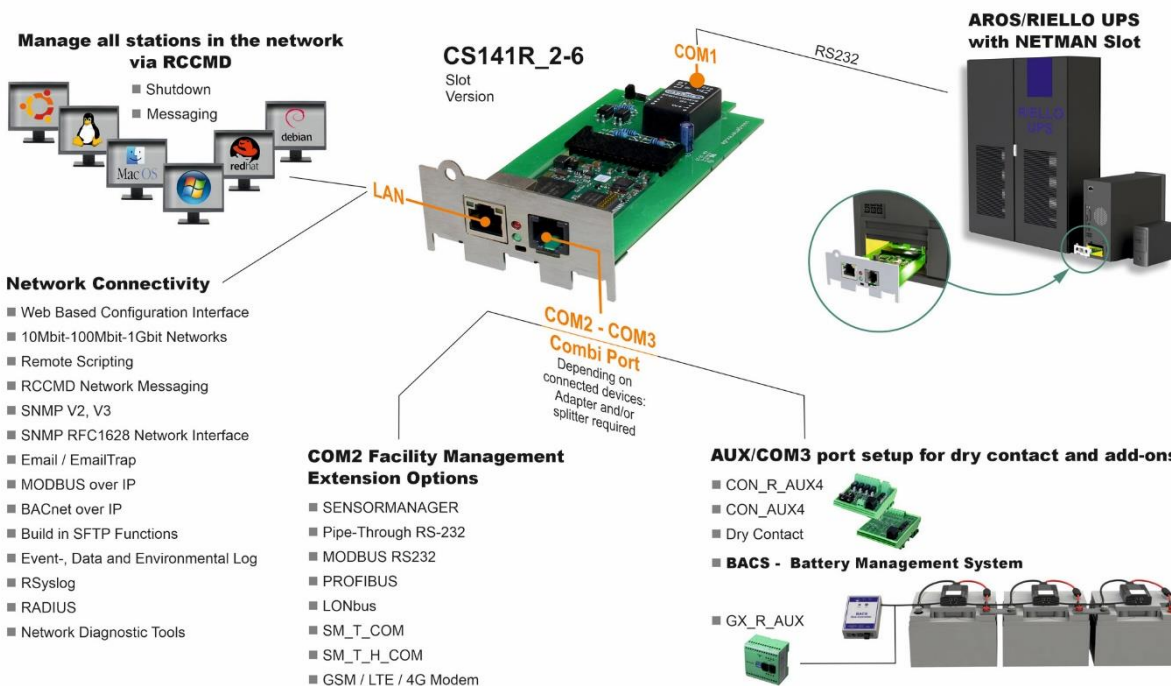 Manage all stations in the network
via RCCMD
Shutdown
Messaging
debian
redhat
Mac OS
CS141R_2-6
Slot
Version
COM1
RS232
AROS/RIELLO UPS
with NETMAN Slot
RIELLO
UPS
LAN
COM2 - COM3
Combi Port
Depending on
connected devices:
Adapter and/or
splitter required
Network Connectivity
Web Based Configuration Interface
10Mbit-100Mbit-1Gbit Networks
Remote Scripting
RCCMD Network Messaging
SNMP V2, V3
SNMP RFC1628 Network Interface
Email / EmailTrap
MODBUS over IP
BACnet over IP
Build in SFTP Functions
Event-, Data and Environmental Log
RSyslog
RADIUS
Network Diagnostic Tools
COM2 Facility Management
Extension Options
SENSORMANAGER
Pipe-Through RS-232
MODBUS RS232
PROFIBUS
LONbus
SM_T_COM
SM_T_H_COM
GSM / LTE / 4G Modem
AUX/COM3 port setup for dry contact and add-ons
CON_R_AUX4
CON_AUX4
Dry Contact
BACS - Battery Management System
BACS
GX_R_AUX